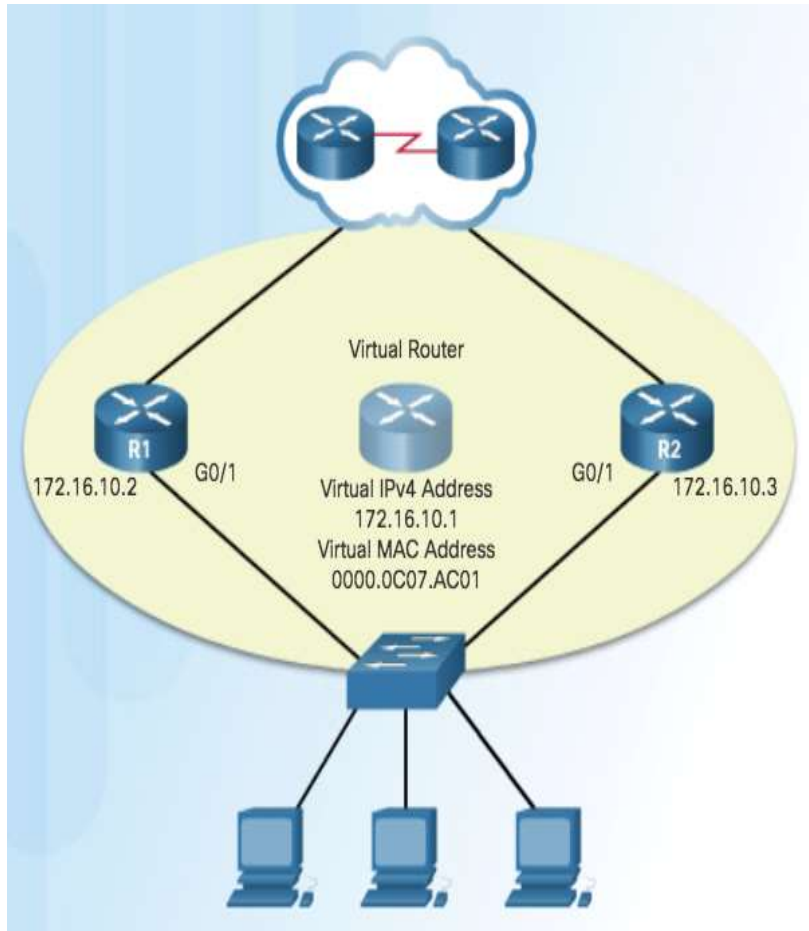 Virtual Router
R1
R2
172.16.10.2
G0/1
G0/1
172.16.10.3
Virtual IPv4 Address
172.16.10.1
Virtual MAC Address
0000.0C07.AC01